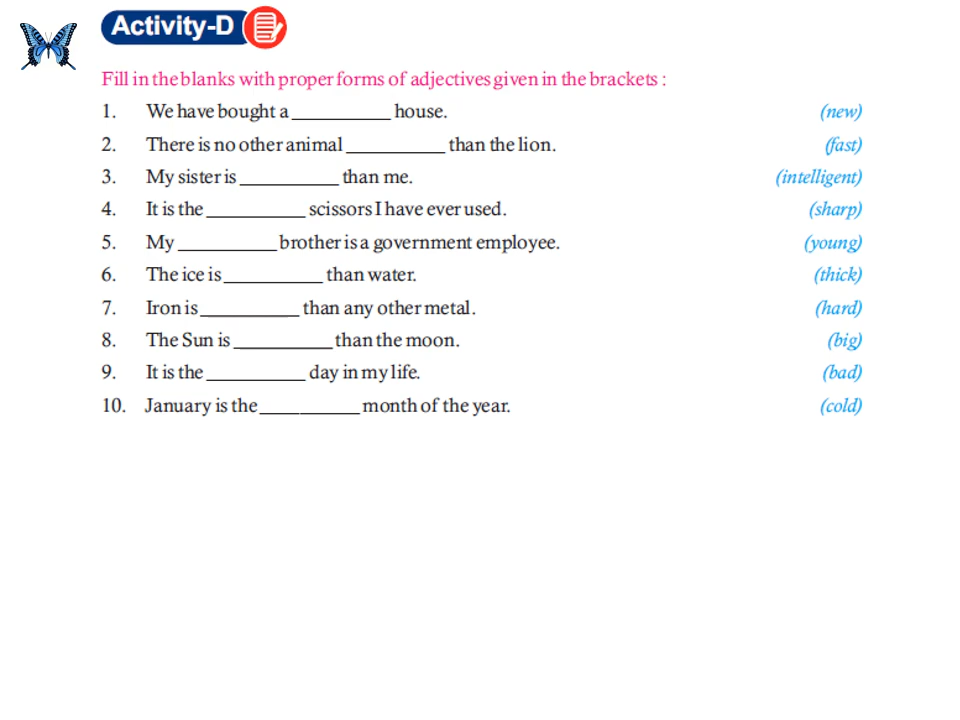 Activity-D
Fill in the blanks with proper forms of adjectives given in the brackets :
1. We have bought a __________ house. (new)
2. There is no other animal __________ than the lion. (fast)
3. My sister is __________ than me. (intelligent)
4. It is the __________ scissors I have ever used. (sharp)
5. My __________ brother is a government employee. (young)
6. The ice is __________ than water. (thick)
7. Iron is __________ than any other metal. (hard)
8. The Sun is __________ than the moon. (big)
9. It is the __________ day in my life. (bad)
10. January is the __________ month of the year. (cold)